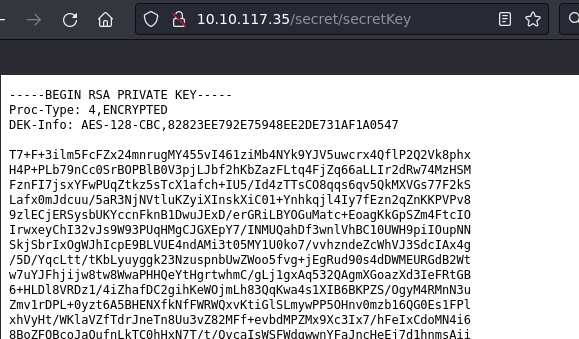 10.10.117.35/secret/secretKey
-----BEGIN RSA PRIVATE KEY-----
Proc-Type: 4,ENCRYPTED
DEK-Info: AES-128-CBC,82823EE792E75948EE2DE731AF1A0547

T7+F+3ilm5FcFZx24mnrugMY455vI461ziMb4NYk9YJV5uwcrx4QflP2Q2Vk8phx
H4P+PLb79nCc0SrBOPBlB0V3pjLJbf2hKbZazFLtq4FjZq66aLLIr2dRw74MzHSM
FznFI7jsxYFwPUqZtkz5sTcX1afch+IU5/Id4zTTsCO8qqs6qv5QkMXVGs77F2kS
Lafx0mJdcuu/5aR3NjNVtluKZyiXInskXiC01+Ynhkqjl4Iy7fEzn2qZnKKPVPv8
9zlECjERSysbUKYccnFknB1DwuJExD/erGRiLBYOGuMatc+EoagKkGpSZm4FtcIO
IrwxeyChI32vJs9W93PUqHMgCJGXEpY7/INMUQahDf3wnlVhBC10UWH9piIOupNN
SkjSbrIxOgWJhIcpE9BLVUE4ndAMi3t05MY1U0ko7/vvhzndeZcWhVJ3SdcIAx4g
/5D/YqcLtt/tKbLyuyggk23NzuspnbUwZWoo5fvg+jEgRud90s4dDWMEURGdB2Wt
w7uYJFhjijw8tw8WwaPHHQeYtHgrtwhmC/gLj1gxAq532QAgmXGoazXd3IeFRtGB
6+HLDl8VRDz1/4iZhafDC2gihKeWOjmLh83QqKwa4s1XIB6BKPZS/OgyM4RMnN3u
Zmv1rDPL+0yzt6A5BHENXfkNfFWRWQxvKtiGlSLmywPP5OHnv0mzb16QG0Es1FPl
xhVyHt/WKlaVZfTdrJneTn8Uu3vZ82MFf+evbdMPZMx9Xc3Ix7/hFeIxCdoMN4i6
8BoZFQBcoJaQufnLkTC0hHxN7T/t/QvcaIsWSFWdgwwnYFaJncHeEj7d1hnmsAii